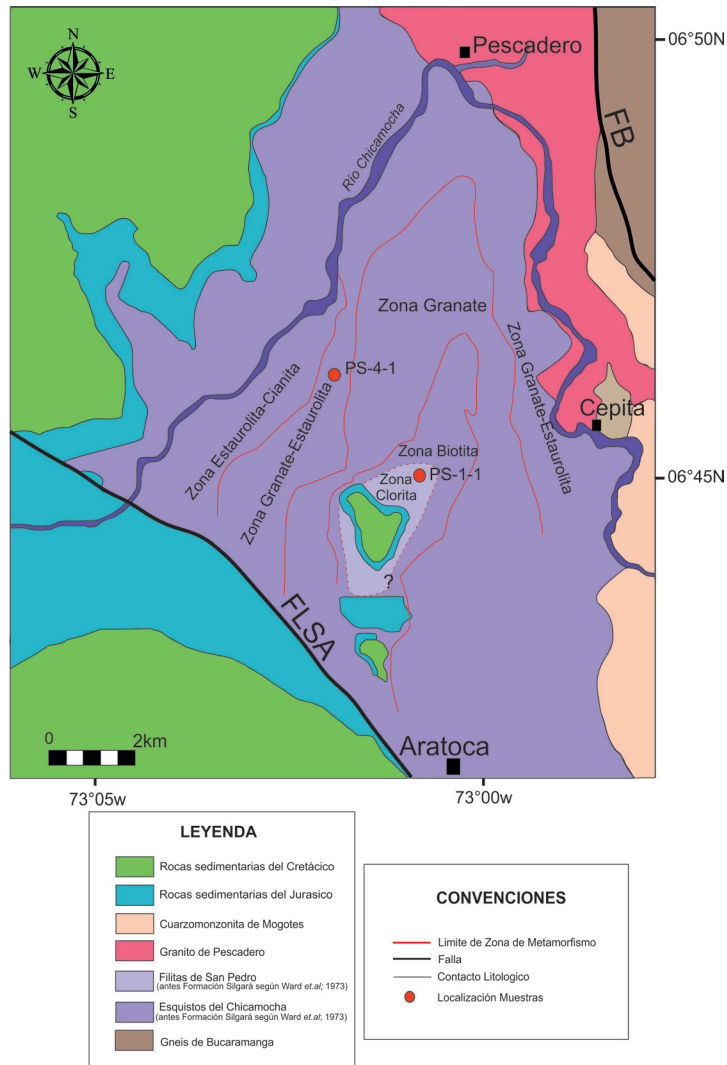 Pescadero
06°50N
N
W
E
S
FB
Río Chicamocha
Zona Granate
PS-4-1
Zona Granate-Estaurolita
Cepita
Zona Estaurolita-Cianita
Zona Granate-Estaurolita
Zona Biotita
PS-1-1
06°45N
Zona
Clorita
?
FLSA
0
2km
Aratoca
73°05w
73°00w
LEYENDA
Rocas sedimentarias del Cretácico
Rocas sedimentarias del Jurasico
Cuarzomonzonita de Mogotes
Granito de Pescadero
Filitas de San Pedro
(antes Formación Silgará según Ward et.al; 1973)
Esquistos del Chicamocha
(antes Formación Silgará según Ward et.al; 1973)
Gneis de Bucaramanga
CONVENCIONES
Limite de Zona de Metamorfismo
Falla
Contacto Litologico
Localización Muestras